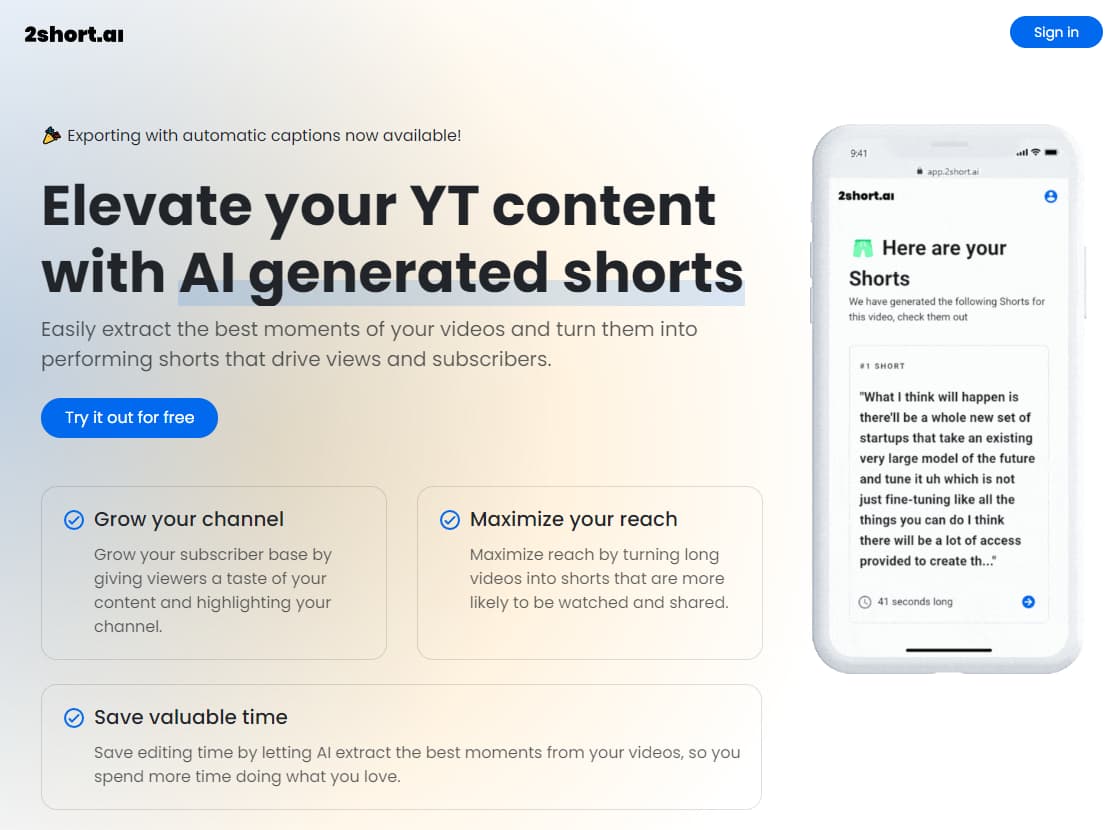 2short.ai
Sign in
Exporting with automatic captions now available!
Elevate your YT content
with AI generated shorts
Easily extract the best moments of your videos and turn them into
performing shorts that drive views and subscribers.
Try it out for free
Grow your channel
Grow your subscriber base by
giving viewers a taste of your
content and highlighting your
channel.
Maximize your reach
Maximize reach by turning long
videos into shorts that are more
likely to be watched and shared.
Save valuable time
Save editing time by letting AI extract the best moments from your videos, so you
spend more time doing what you love.
9:41
app.2short.ai
2short.ai
Here are your
Shorts
We have generated the following Shorts for
this video, check them out
#1 SHORT
"What I think will happen is
there'll be a whole new set of
startups that take an existing
very large model of the future
and tune it uh which is not
just fine-tuning like all the
things you can do I think
there will be a lot of access
provided to create th..."
41 seconds long